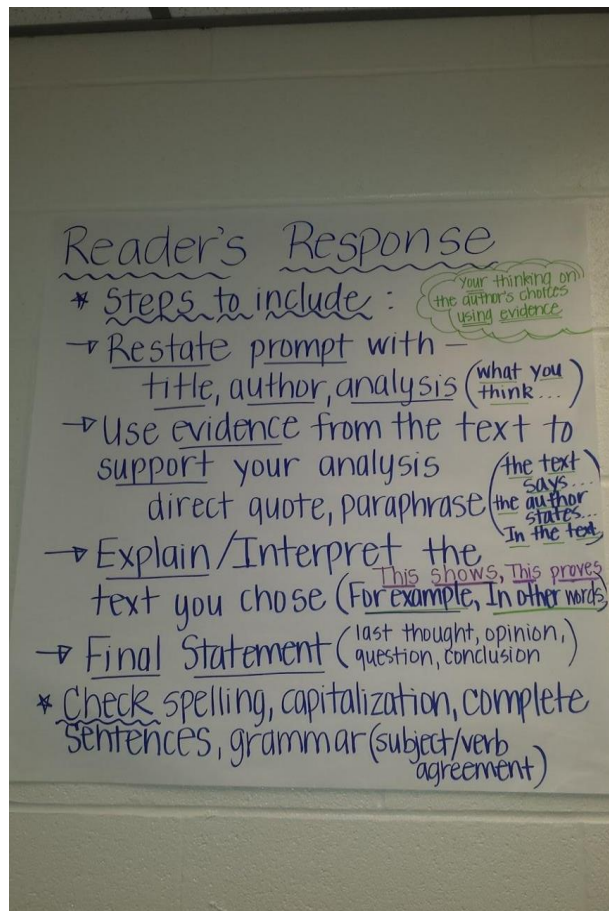 Reader's Response
* Steps to include :
your thinking on
the author's choices
using evidence
→ Restate prompt with —
title, author, analysis (what you
think...)
→ Use evidence from the text to
support your analysis
direct quote, paraphrase (the text
says...
the author
states...
In the text)
→ Explain/Interpret the
This shows, This proves
text you chose (For example, In other words)
→ Final Statement (last thought, opinion,
question, conclusion)
* Check spelling, capitalization, complete
sentences, grammar (subject/verb
agreement)